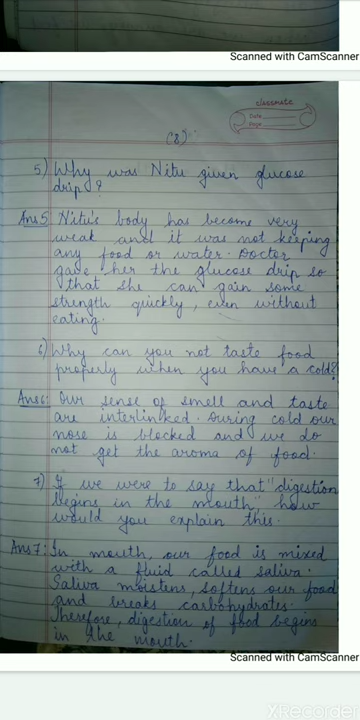 Scanned with CamScanner
classmate
Date
Page
(8)
5) Why was Nitu given glucose
drip?
Ans5 Nitu's body has become very
weak and it was not keeping
any food or water. Doctor
gave her the glucose drip so
that she can gain some
strength quickly, even without
eating.
6) Why can you not taste food
properly when you have a cold?
Ans6: Our sense of smell and taste
are interlinked. During cold our
nose is blocked and we do
not get the aroma of food.
7) If we were to say that "digestion
begins in the mouth" how
would you explain this.
Ans7: In mouth, our food is mixed
with a fluid called saliva.
Saliva moistens, softens our food
and breaks carbohydrates.
Therefore, digestion of food begins
in the mouth.
Scanned with CamScanner
XRecorder